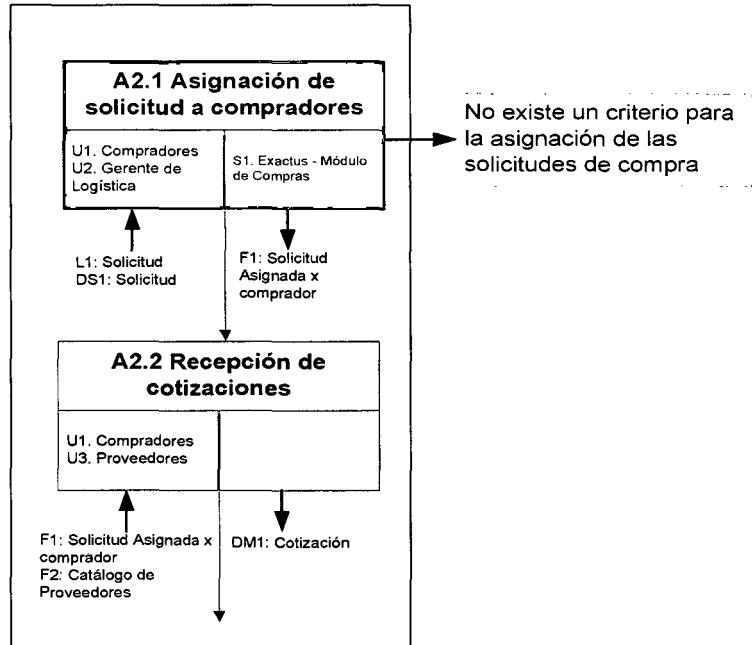 A2.1 Asignación de
solicitud a compradores
U1. Compradores
U2. Gerente de
Logística
S1. Exactus - Módulo
de Compras
No existe un criterio para
la asignación de las
solicitudes de compra
L1: Solicitud
DS1: Solicitud
F1: Solicitud
Asignada x
comprador
A2.2 Recepción de
cotizaciones
U1. Compradores
U3. Proveedores
F1: Solicitud Asignada x
comprador
F2: Catálogo de
Proveedores
DM1: Cotización